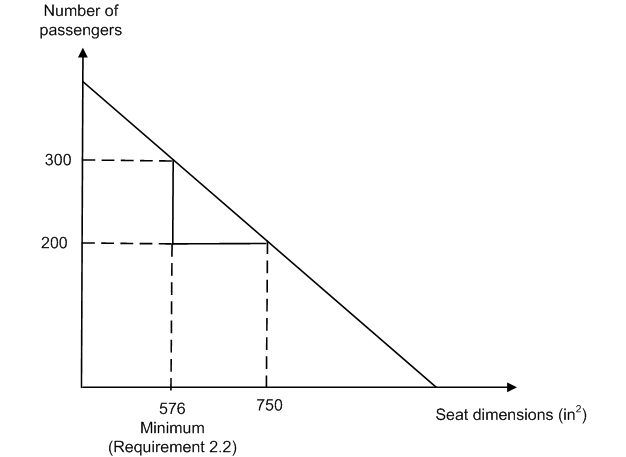 Number of
passengers
300
200
576
750
Minimum
(Requirement 2.2)
Seat dimensions (in²)